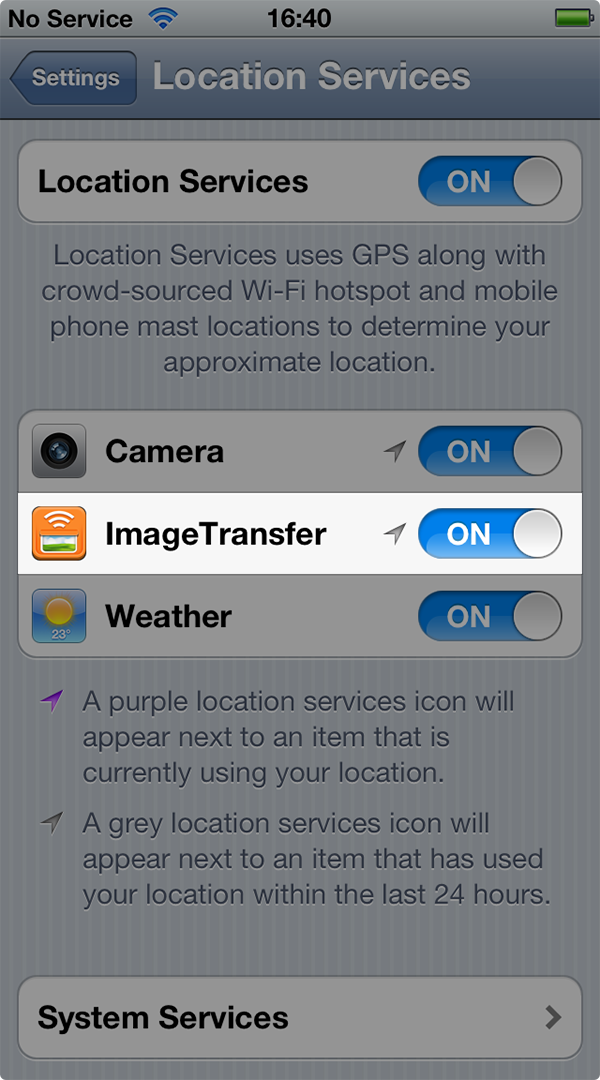 No Service 16:40
Settings Location Services
Location Services ON
Location Services uses GPS along with
crowd-sourced Wi-Fi hotspot and mobile
phone mast locations to determine your
approximate location.
Camera ON
ImageTransfer ON
23°
Weather ON
A purple location services icon will
appear next to an item that is
currently using your location.
A grey location services icon will
appear next to an item that has used
your location within the last 24 hours.
System Services